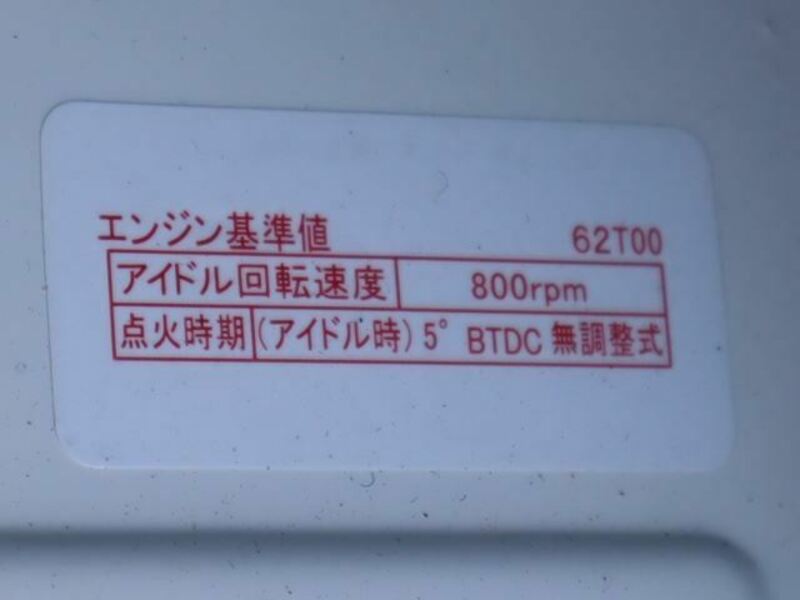 エンジン基準値 62T00
アイドル回転速度 800rpm
点火時期 (アイドル時) 5° BTDC 無調整式